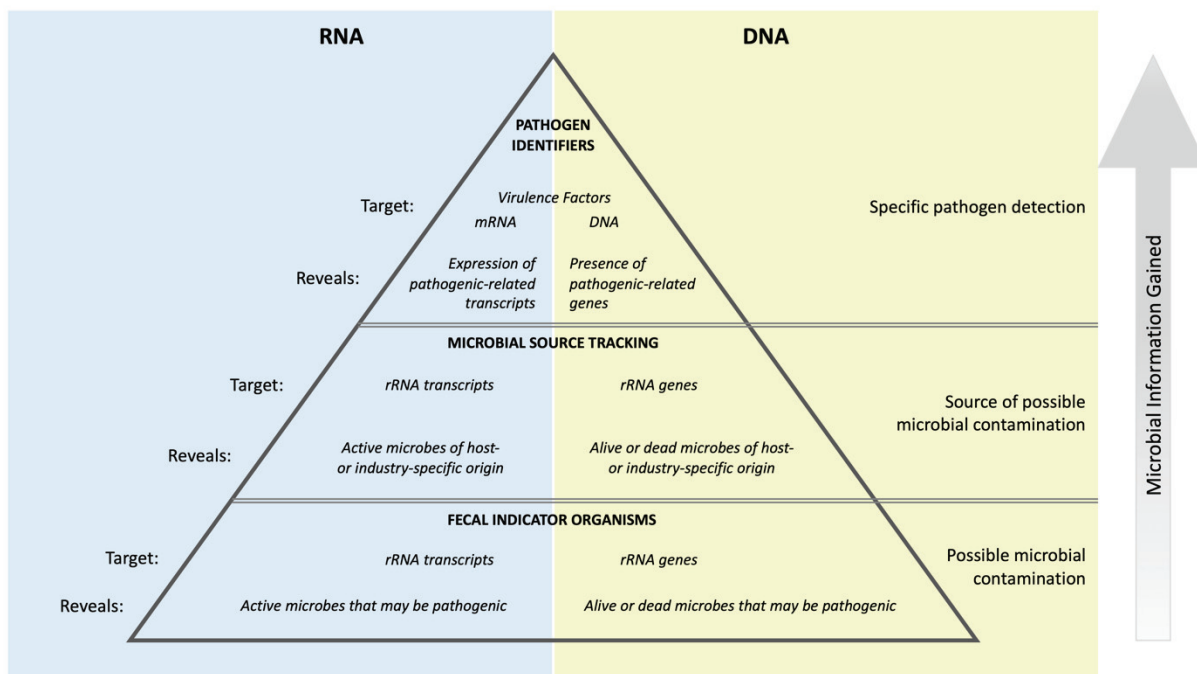 RNA
DNA
PATHOGEN
IDENTIFIERS
Target:
Virulence Factors
mRNA
DNA
Specific pathogen detection
Reveals:
Expression of
pathogenic-related
transcripts
Presence of
pathogenic-related
genes
MICROBIAL SOURCE TRACKING
Target:
rRNA transcripts
rRNA genes
Source of possible
microbial contamination
Reveals:
Active microbes of host-
or industry-specific origin
Alive or dead microbes of host-
or industry-specific origin
FECAL INDICATOR ORGANISMS
Target:
rRNA transcripts
rRNA genes
Possible microbial
contamination
Reveals:
Active microbes that may be pathogenic
Alive or dead microbes that may be pathogenic
Microbial Information Gained